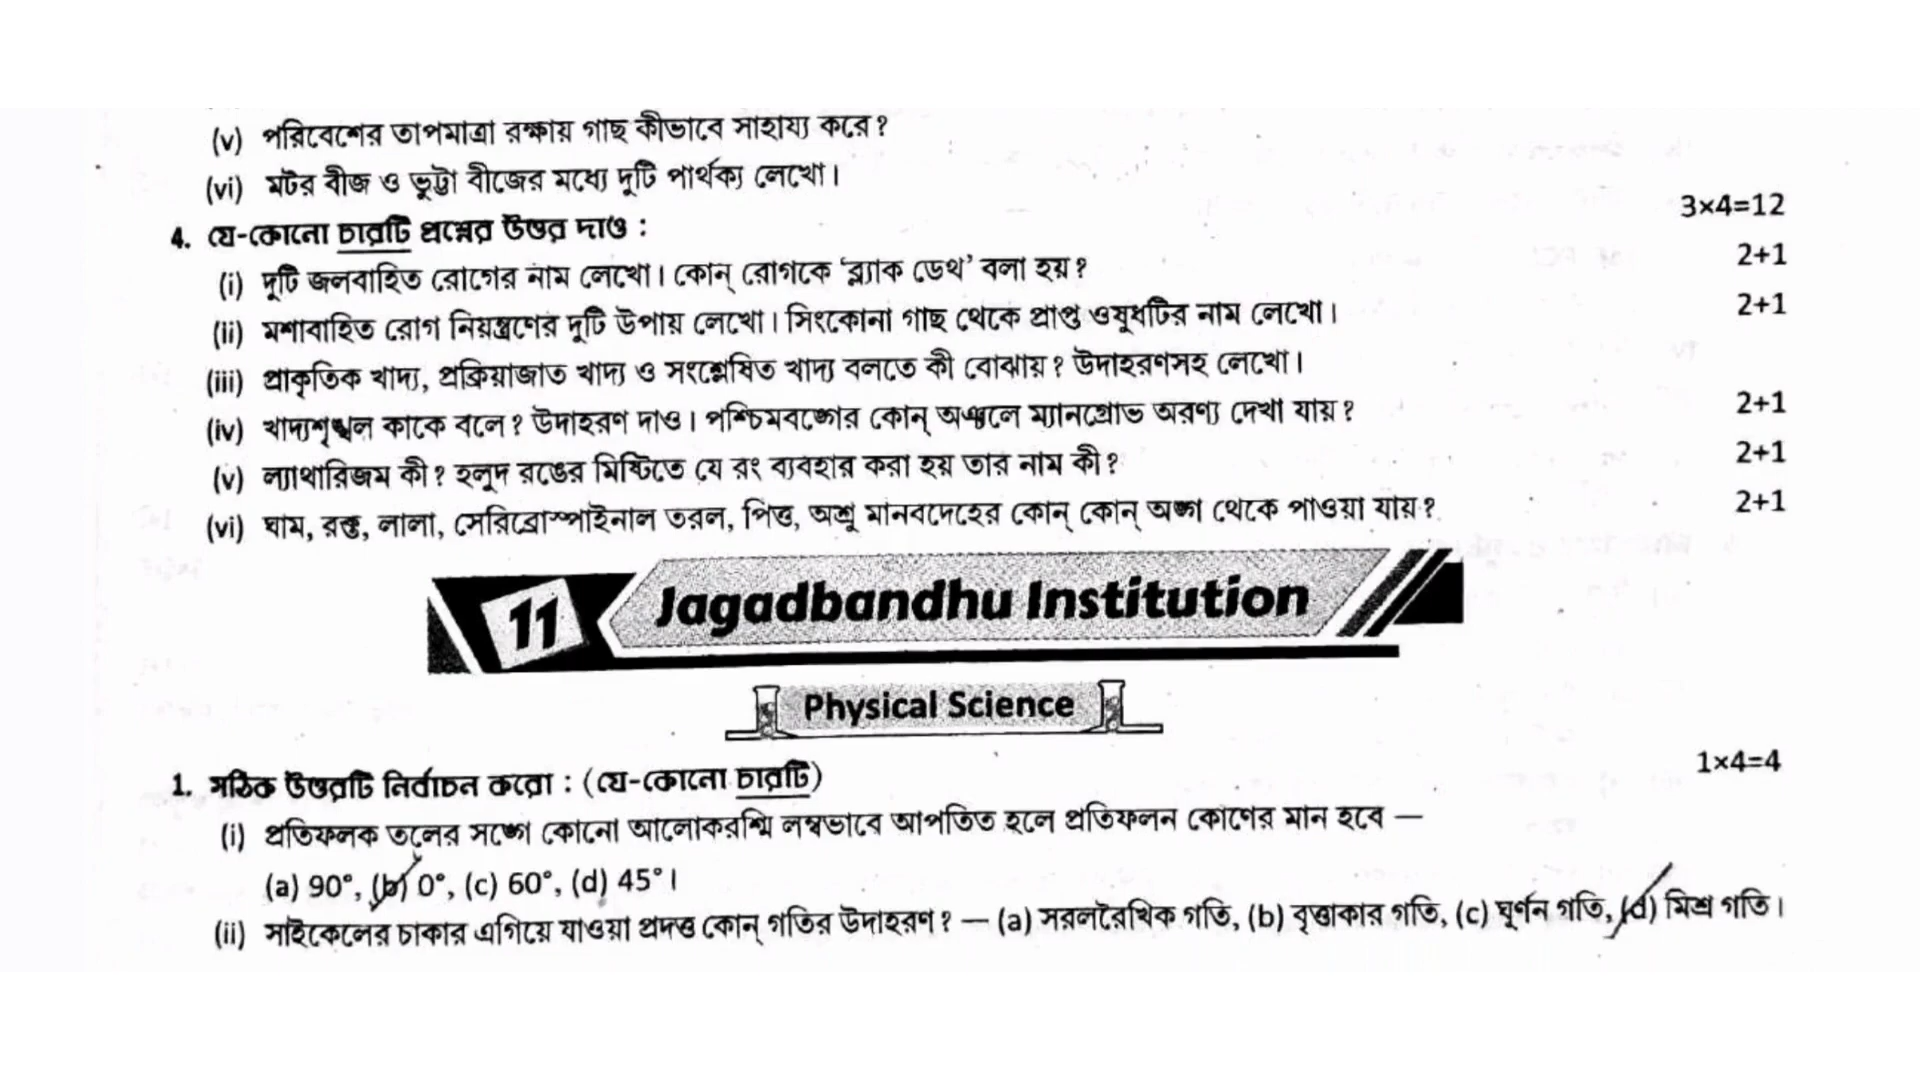 (v) পরিবেশের তাপমাত্রা রক্ষায় গাছ কীভাবে সাহায্য করে?
(vi) মটর বীজ ও ভুট্টা বীজের মধ্যে দুটি পার্থক্য লেখো।
4. যে-কোনো চারটি প্রশ্নের উত্তর দাও : 3×4=12
(i) দুটি জলবাহিত রোগের নাম লেখো। কোন্ রোগকে ‘ব্ল্যাক ডেথ’ বলা হয়? 2+1
(ii) মশাবাহিত রোগ নিয়ন্ত্রণের দুটি উপায় লেখো। সিংকোনা গাছ থেকে প্রাপ্ত ওষুধটির নাম লেখো। 2+1
(iii) প্রাকৃতিক খাদ্য, প্রক্রিয়াজাত খাদ্য ও সংশ্লেষিত খাদ্য বলতে কী বোঝায়? উদাহরণসহ লেখো।
(iv) খাদ্যশৃঙ্খল কাকে বলে? উদাহরণ দাও। পশ্চিমবঙ্গের কোন্ অঞ্চলে ম্যানগ্রোভ অরণ্য দেখা যায়? 2+1
(v) ল্যাথারিজম কী? হলুদ রঙের মিষ্টিতে যে রং ব্যবহার করা হয় তার নাম কী? 2+1
(vi) ঘাম, রক্ত, লালা, সেরিব্রোস্পাইনাল তরল, পিত্ত, অশ্রু মানবদেহের কোন্ কোন্ অঙ্গ থেকে পাওয়া যায়? 2+1
11 Jagadbandhu Institution
Physical Science
1. সঠিক উত্তরটি নির্বাচন করো : (যে-কোনো চারটি) 1×4=4
(i) প্রতিফলক তলের সঙ্গে কোনো আলোকরশ্মি লম্বভাবে আপতিত হলে প্রতিফলন কোণের মান হবে —
(a) 90°, (b) 0°, (c) 60°, (d) 45°।
(ii) সাইকেলের চাকার এগিয়ে যাওয়া প্রদত্ত কোন্ গতির উদাহরণ? — (a) সরলরৈখিক গতি, (b) বৃত্তাকার গতি, (c) ঘূর্ণন গতি, (d) মিশ্র গতি।